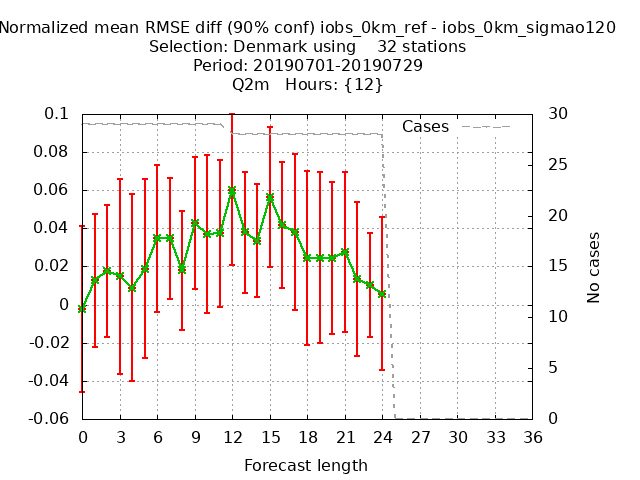 Normalized mean RMSE diff (90% conf) iobs_0km_ref - iobs_0km_sigmao120
Selection: Denmark using    32 stations
Period: 20190701-20190729
Q2m   Hours: {12}
Cases
0.1
0.08
0.06
0.04
0.02
0
-0.02
-0.04
-0.06
30
25
20
15
10
5
0
No cases
0 3 6 9 12 15 18 21 24 27 30 33 36
Forecast length